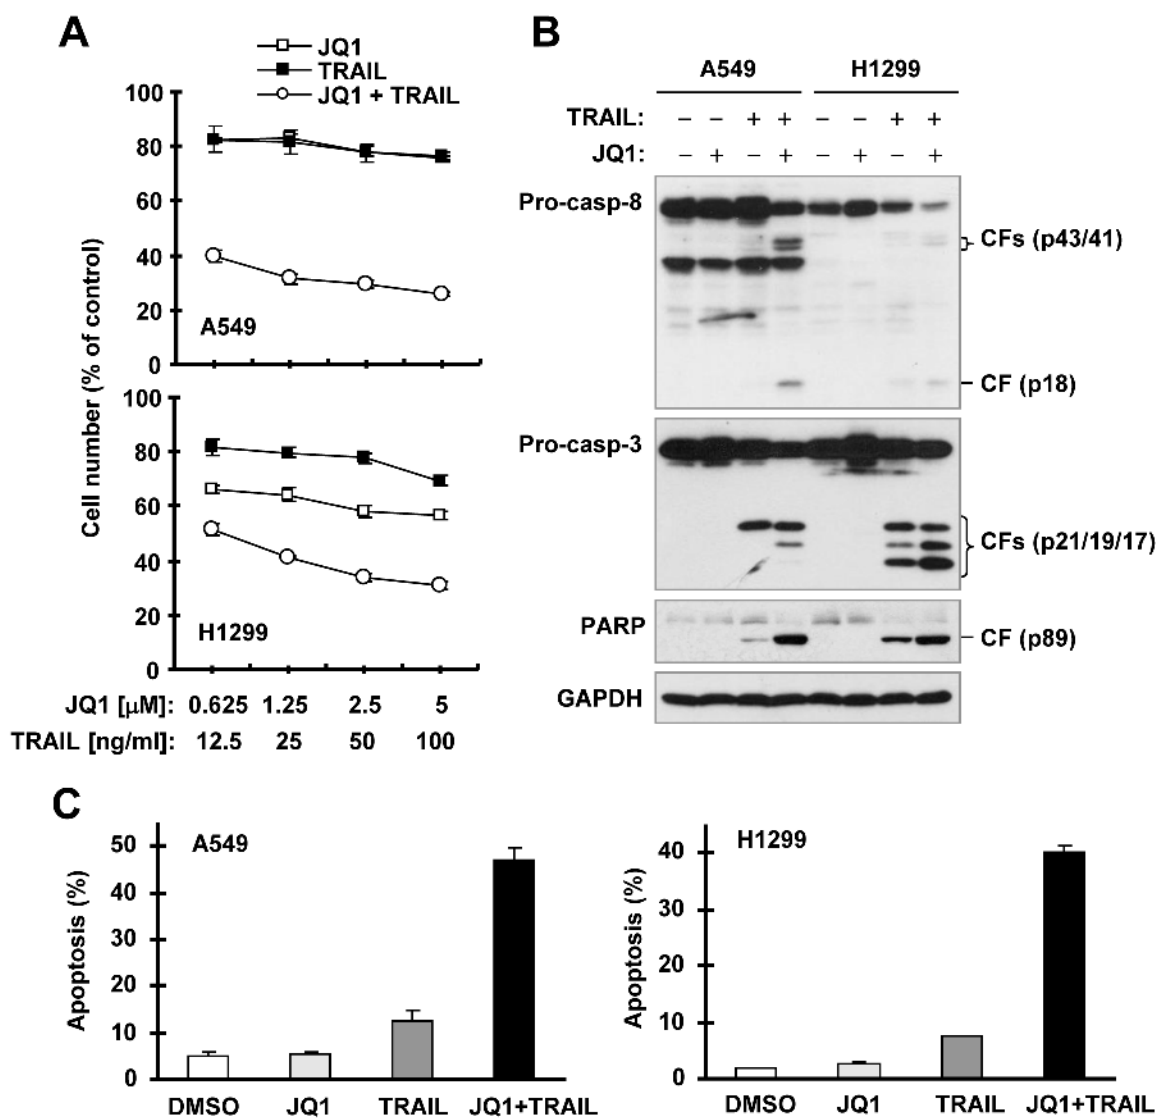 A
JQ1
TRAIL
JQ1 + TRAIL
Cell number (% of control)
100
80
60
40
20
0
A549
100
80
60
40
20
0
H1299
JQ1 [µM]: 0.625 1.25 2.5 5
TRAIL [ng/ml]: 12.5 25 50 100
B
A549 H1299
TRAIL: – – + + – – + +
JQ1: – + – + – + – +
Pro-casp-8
CFs (p43/41)
CF (p18)
Pro-casp-3
CFs (p21/19/17)
PARP
CF (p89)
GAPDH
C
A549
Apoptosis (%)
50
40
30
20
10
0
DMSO JQ1 TRAIL JQ1+TRAIL
H1299
Apoptosis (%)
40
30
20
10
0
DMSO JQ1 TRAIL JQ1+TRAIL